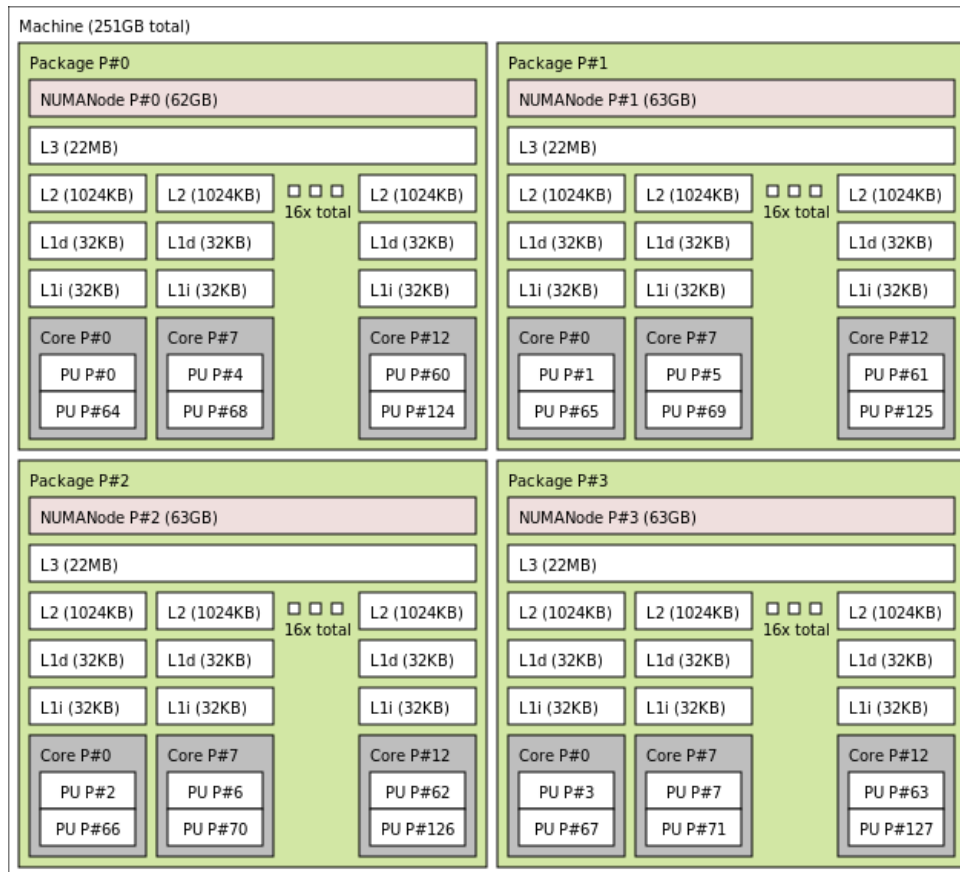 Machine (251GB total)
Package P#0
NUMANode P#0 (62GB)
L3 (22MB)
L2 (1024KB) L2 (1024KB) L2 (1024KB)
16x total
L1d (32KB) L1d (32KB) L1d (32KB)
L1i (32KB) L1i (32KB) L1i (32KB)
Core P#0 Core P#7 Core P#12
PU P#0 PU P#4 PU P#60
PU P#64 PU P#68 PU P#124
Package P#1
NUMANode P#1 (63GB)
L3 (22MB)
L2 (1024KB) L2 (1024KB) L2 (1024KB)
16x total
L1d (32KB) L1d (32KB) L1d (32KB)
L1i (32KB) L1i (32KB) L1i (32KB)
Core P#0 Core P#7 Core P#12
PU P#1 PU P#5 PU P#61
PU P#65 PU P#69 PU P#125
Package P#2
NUMANode P#2 (63GB)
L3 (22MB)
L2 (1024KB) L2 (1024KB) L2 (1024KB)
16x total
L1d (32KB) L1d (32KB) L1d (32KB)
L1i (32KB) L1i (32KB) L1i (32KB)
Core P#0 Core P#7 Core P#12
PU P#2 PU P#6 PU P#62
PU P#66 PU P#70 PU P#126
Package P#3
NUMANode P#3 (63GB)
L3 (22MB)
L2 (1024KB) L2 (1024KB) L2 (1024KB)
16x total
L1d (32KB) L1d (32KB) L1d (32KB)
L1i (32KB) L1i (32KB) L1i (32KB)
Core P#0 Core P#7 Core P#12
PU P#3 PU P#7 PU P#63
PU P#67 PU P#71 PU P#127